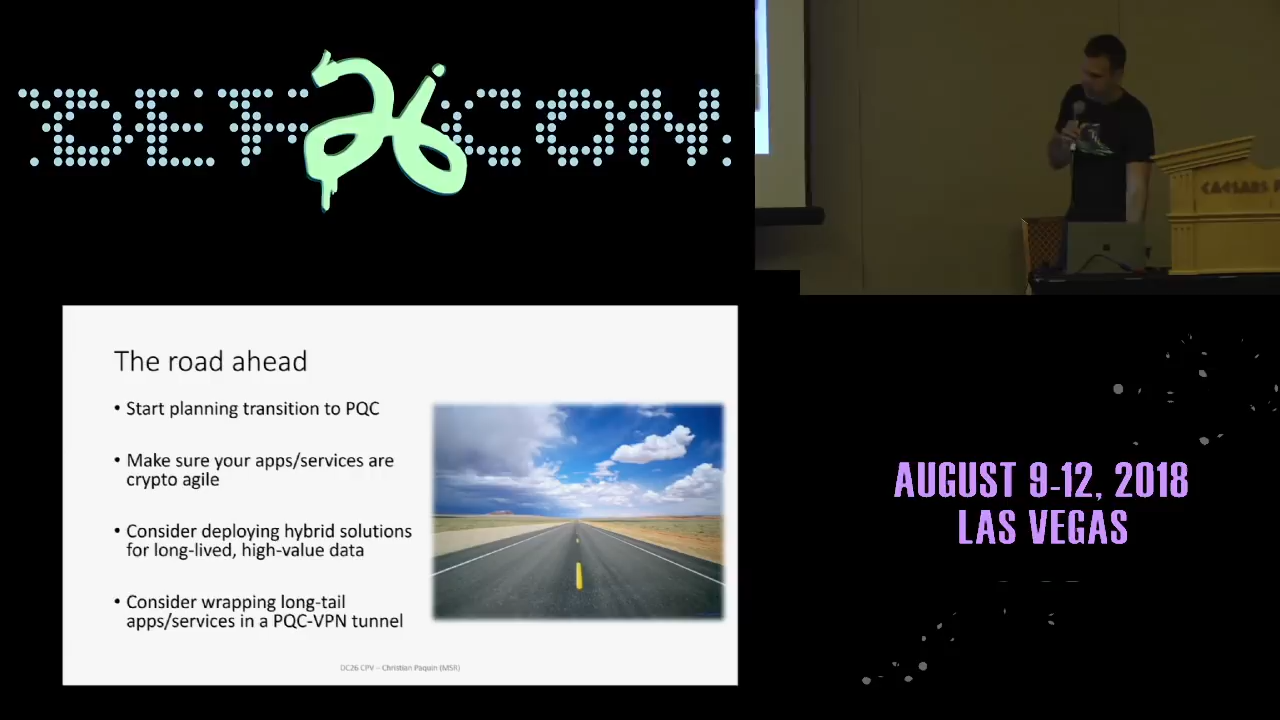 DEF 26 CON
CAESARS
The road ahead
• Start planning transition to PQC
• Make sure your apps/services are
crypto agile
• Consider deploying hybrid solutions
for long-lived, high-value data
• Consider wrapping long-tail
apps/services in a PQC-VPN tunnel
DC26 CPV – Christian Paquin (MSR)
AUGUST 9-12, 2018
LAS VEGAS